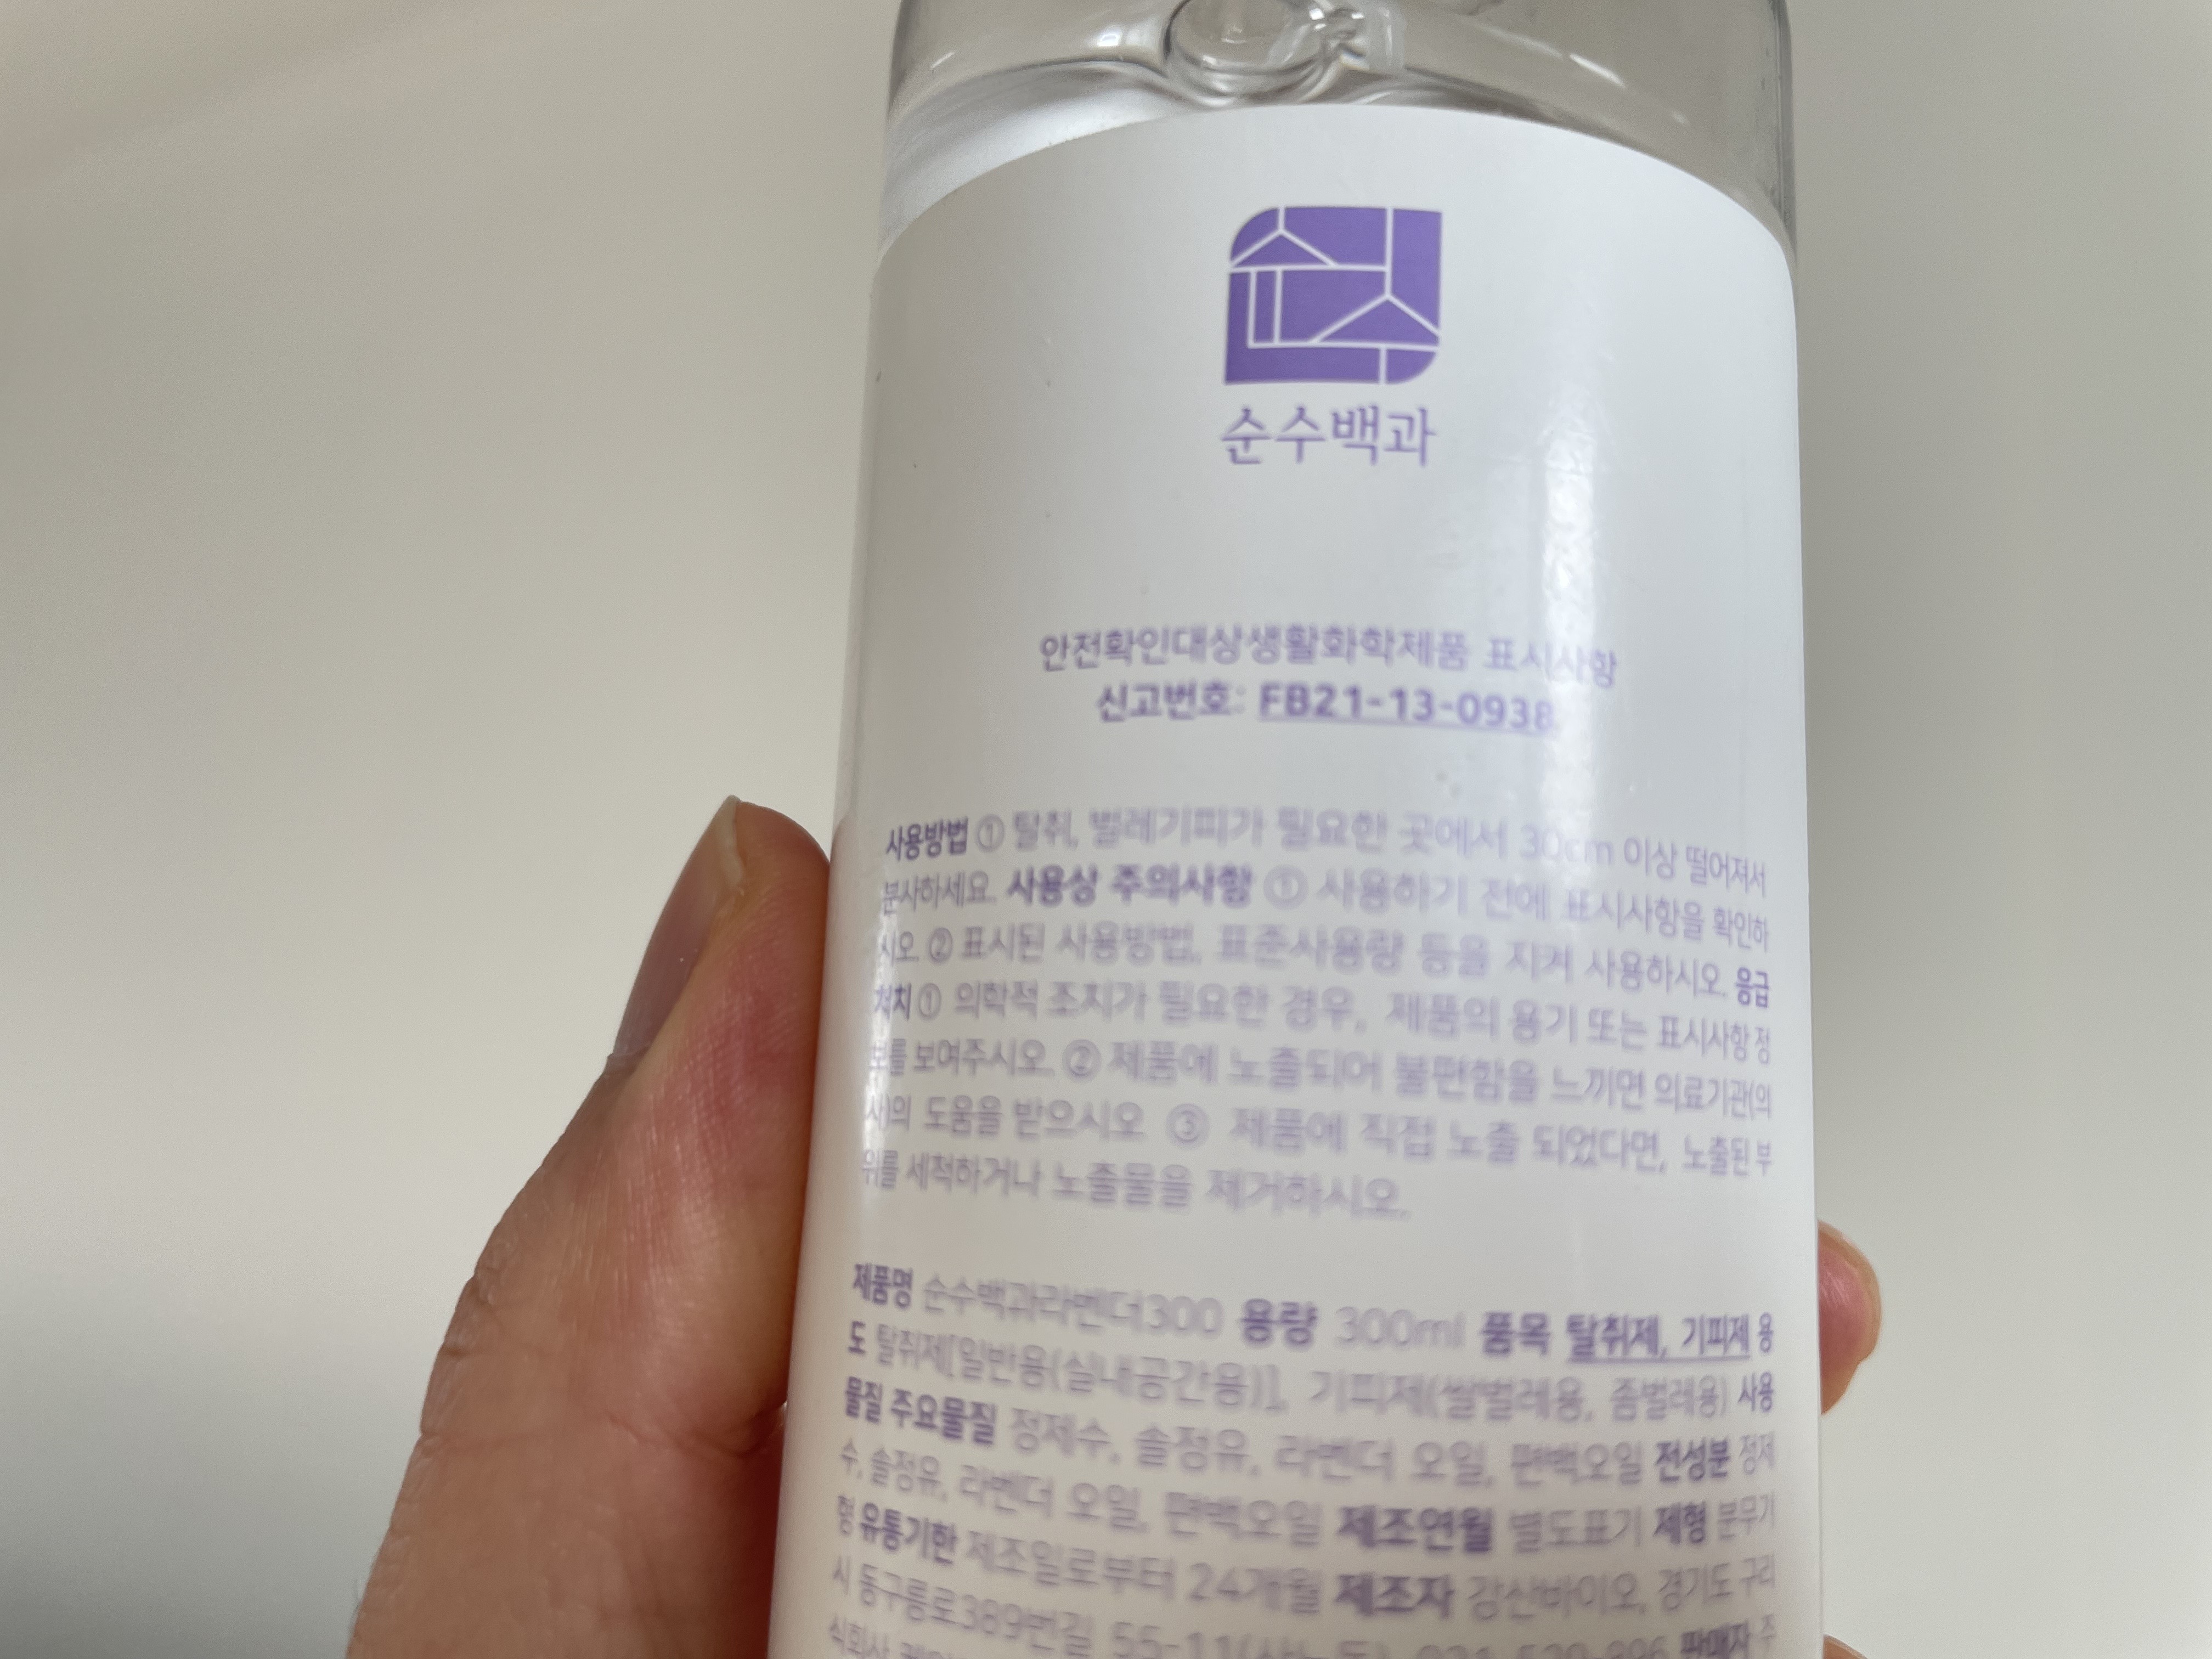 순수백과
안전확인대상생활화학제품 표시사항
신고번호: FB21-13-0938
사용방법 ① 탈취, 벌레기피가 필요한 곳에서 30cm 이상 떨어져서
분사하세요. 사용상 주의사항 ① 사용하기 전에 표시사항을 확인하
시오. ② 표시된 사용방법, 표준사용량 등을 지켜 사용하시오. 응급
처치 ① 의학적 조치가 필요한 경우, 제품의 용기 또는 표시사항 정
보를 보여주시오. ② 제품에 노출되어 불편함을 느끼면 의료기관(의
사)의 도움을 받으시오 ③ 제품에 직접 노출 되었다면, 노출된 부
위를 세척하거나 노출물을 제거하시오.
제품명 순수백과라벤더300 용량 300ml 품목 탈취제, 기피제 용
도 탈취제[일반용(실내공간용)], 기피제(쌀벌레용, 좀벌레용) 사용
물질 주요물질 정제수, 솔정유, 라벤더 오일, 편백오일 전성분 정제
수, 솔정유, 라벤더 오일, 편백오일 제조연월 별도표기 제형 분무기
형 유통기한 제조일로부터 24개월 제조자 강산바이오, 경기도 구리
시 동구릉로389번길 55-11 판매자 주
식회사